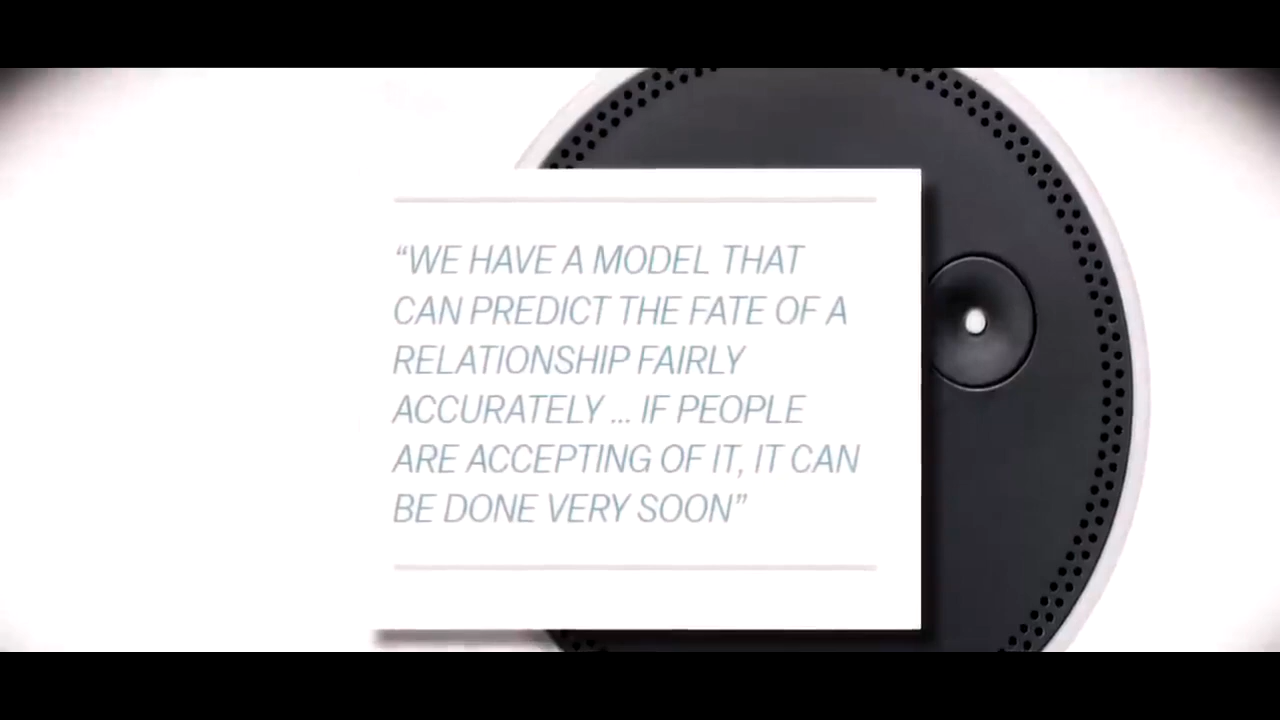 “WE HAVE A MODEL THAT
CAN PREDICT THE FATE OF A
RELATIONSHIP FAIRLY
ACCURATELY ... IF PEOPLE
ARE ACCEPTING OF IT, IT CAN
BE DONE VERY SOON”